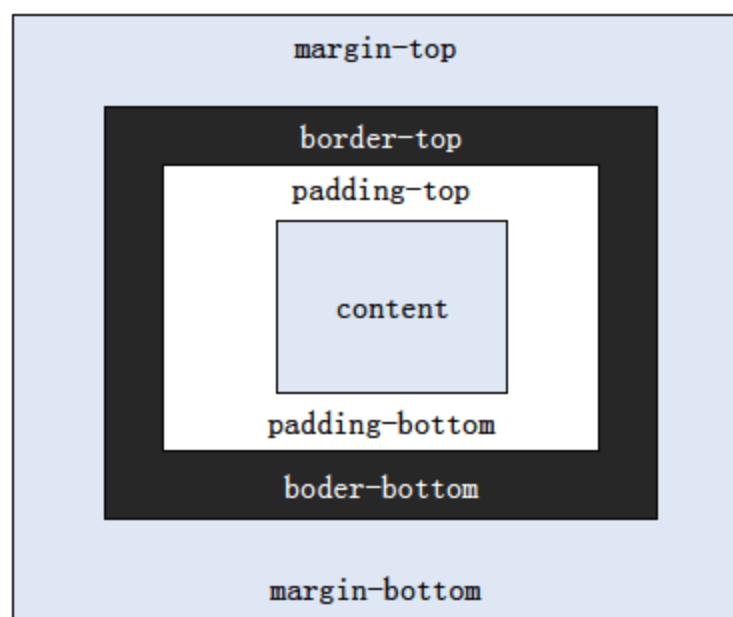 margin-top
border-top
padding-top
content
padding-bottom
boder-bottom
margin-bottom